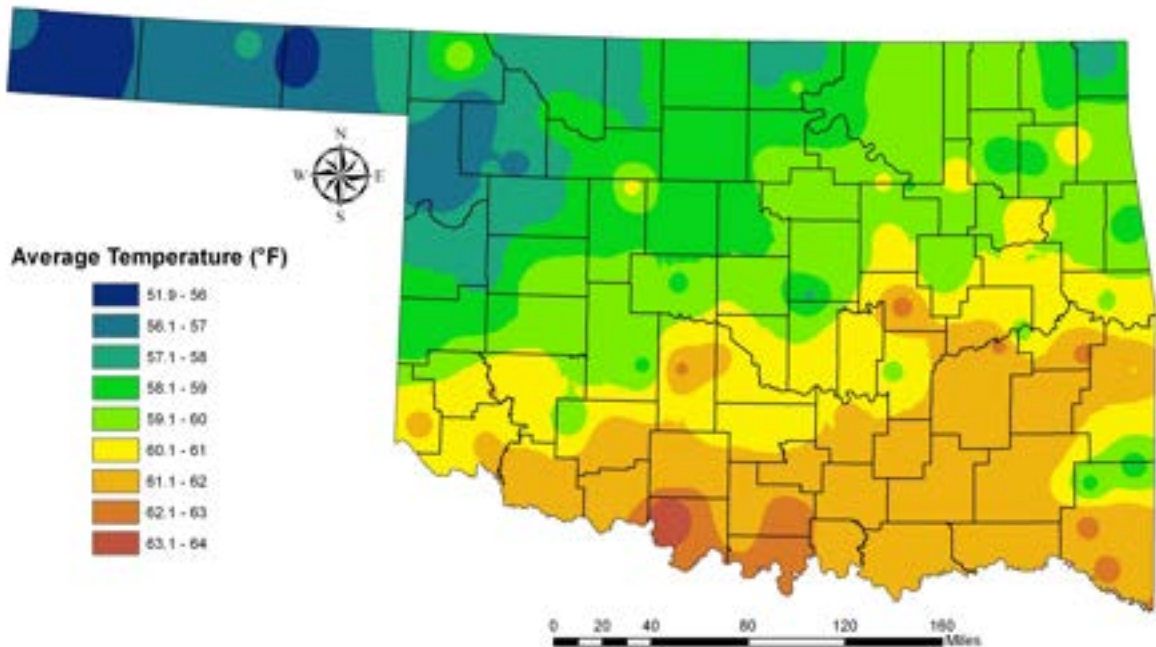 N
W E
S
Average Temperature (°F)
51.9 - 56
56.1 - 57
57.1 - 58
58.1 - 59
59.1 - 60
60.1 - 61
61.1 - 62
62.1 - 63
63.1 - 64
0 20 40 80 120 160
Miles